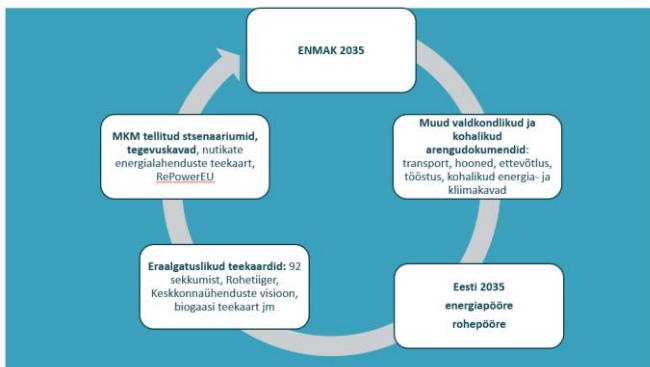 ENMAK 2035
Muud valdkondlikud ja
kohalikud
arengudokumendid:
transport, hooned, ettevõtlus,
tööstus, kohalikud energia- ja
kliimakavad
Eesti 2035
energiapööre
rohepööre
Eraalgatuslikud teekaardid: 92
sekkumist, Rohetiiger,
Keskkonnaühenduste visioon,
biogaasi teekaart jm
MKM tellitud stsenaariumid,
tegevuskavad, nutikate
energialahenduste teekaart,
RePowerEU